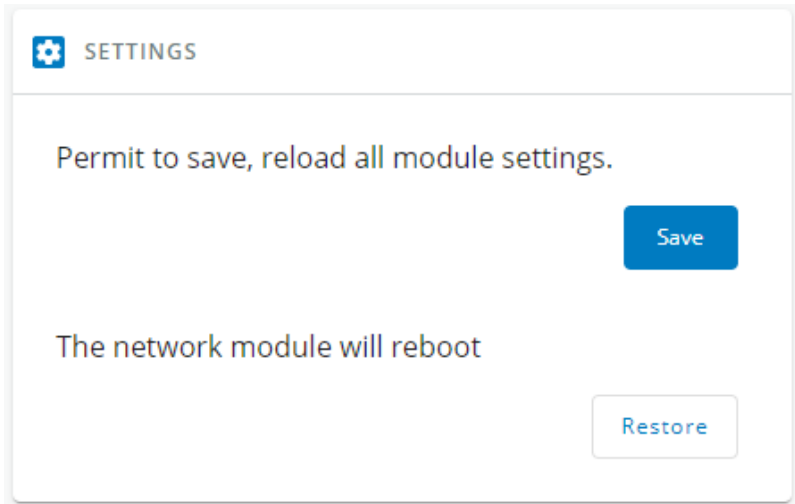 SETTINGS
Permit to save, reload all module settings.
Save
The network module will reboot
Restore